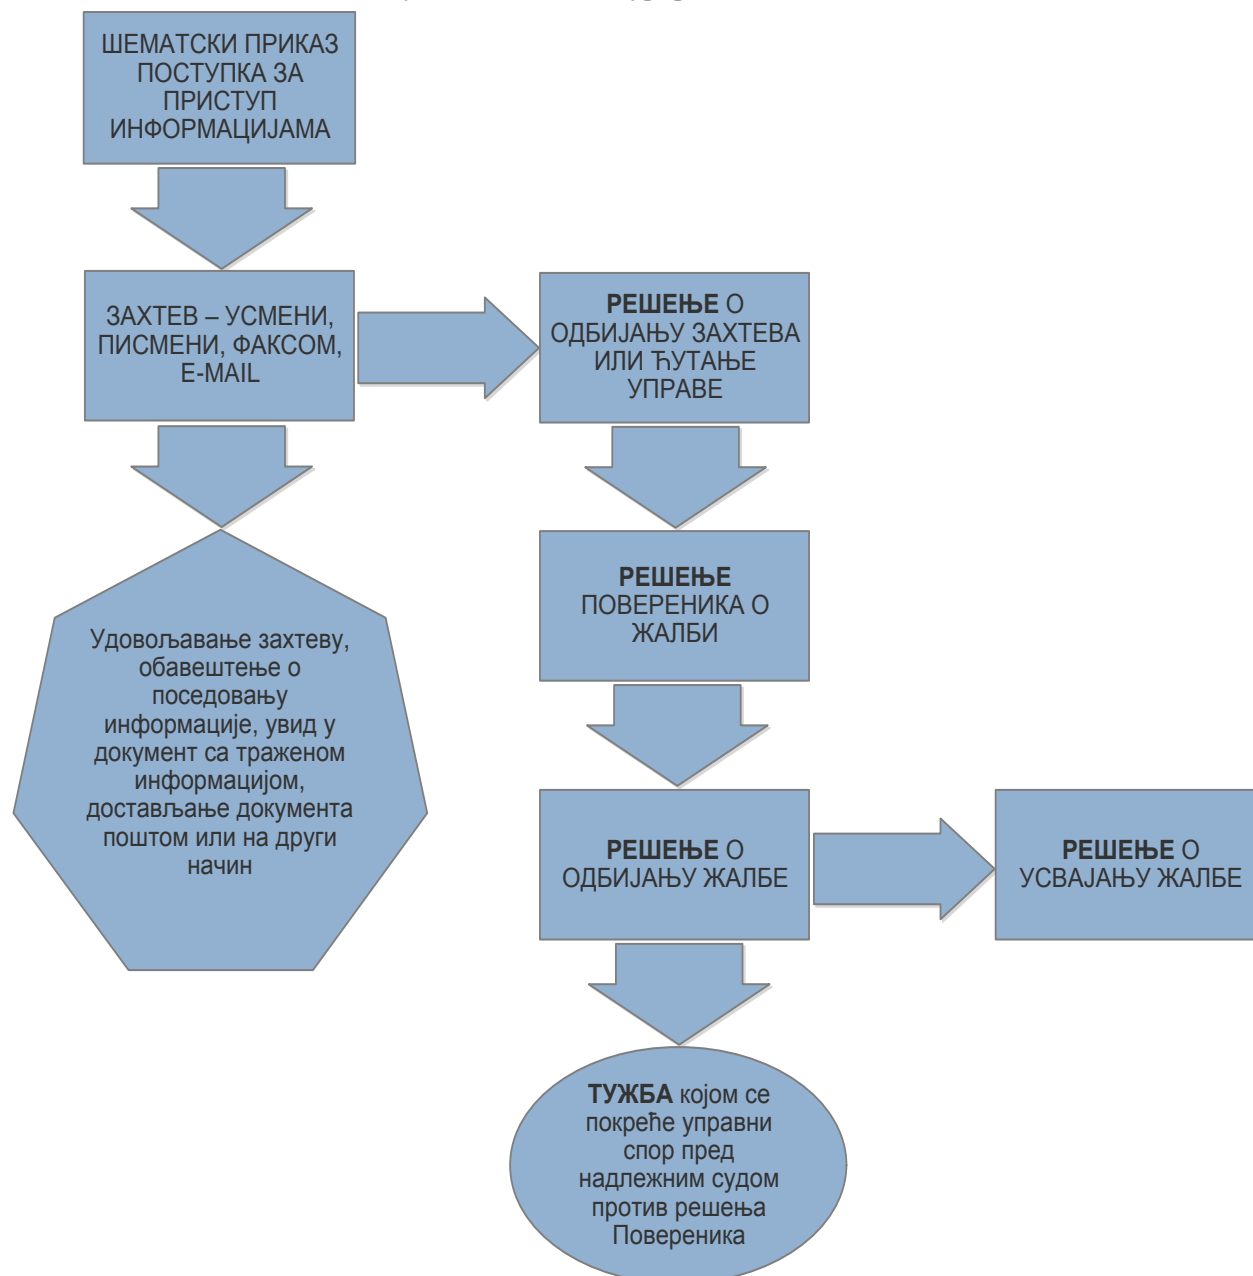 ШЕМАТСКИ ПРИКАЗ
ПОСТУПКА ЗА
ПРИСТУП
ИНФОРМАЦИЈАМА
ЗАХТЕВ – УСМЕНИ,
ПИСМЕНИ, ФАКСОМ,
E-MAIL
РЕШЕЊЕ О
ОДБИЈАЊУ ЗАХТЕВА
ИЛИ ЋУТАЊЕ
УПРАВЕ
Удовољавање захтеву,
обавештење о
поседовању
информације, увид у
документ са траженом
информацијом,
достављање документа
поштом или на други
начин
РЕШЕЊЕ
ПОВЕРЕНИКА О
ЖАЛБИ
РЕШЕЊЕ О
ОДБИЈАЊУ ЖАЛБЕ
РЕШЕЊЕ О
УСВАЈАЊУ ЖАЛБЕ
ТУЖБА којом се
покреће управни
спор пред
надлежним судом
против решења
Повереника